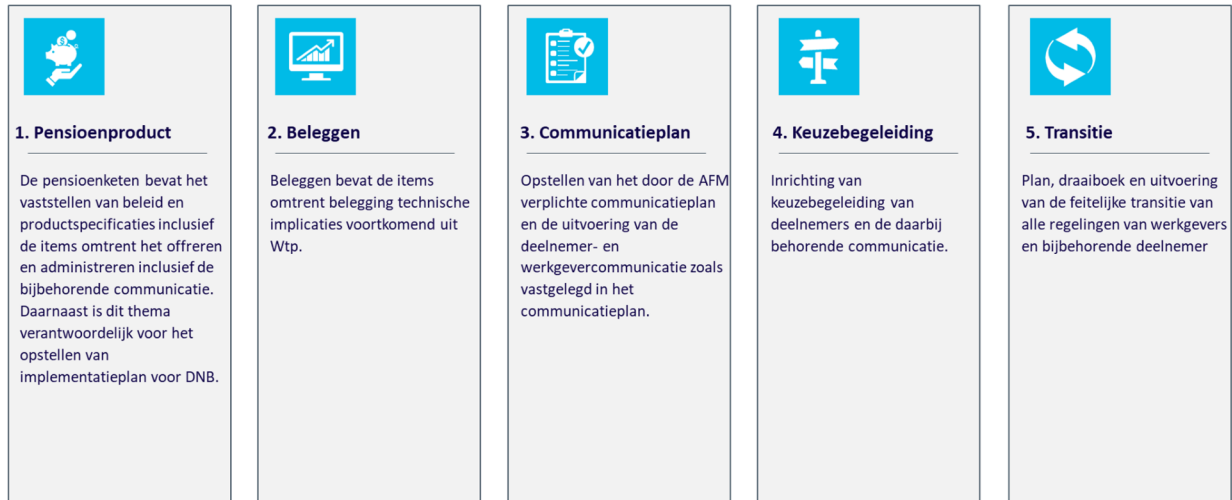 1. Pensioenproduct
De pensioenketen bevat het
vaststellen van beleid en
productspecificaties inclusief
de items omtrent het offreren
en administreren inclusief de
bijbehorende communicatie.
Daarnaast is dit thema
verantwoordelijk voor het
opstellen van
implementatieplan voor DNB.
2. Beleggen
Beleggen bevat de items
omtrent belegging technische
implicaties voortkomend uit
Wtp.
3. Communicatieplan
Opstellen van het door de AFM
verplichte communicatieplan
en de uitvoering van de
deelnemer- en
werkgevercommunicatie zoals
vastgelegd in het
communicatieplan.
4. Keuzebegeleiding
Inrichting van
keuzebegeleiding van
deelnemers en de daarbij
behorende communicatie.
5. Transitie
Plan, draaiboek en uitvoering
van de feitelijke transitie van
alle regelingen van werkgevers
en bijbehorende deelnemer